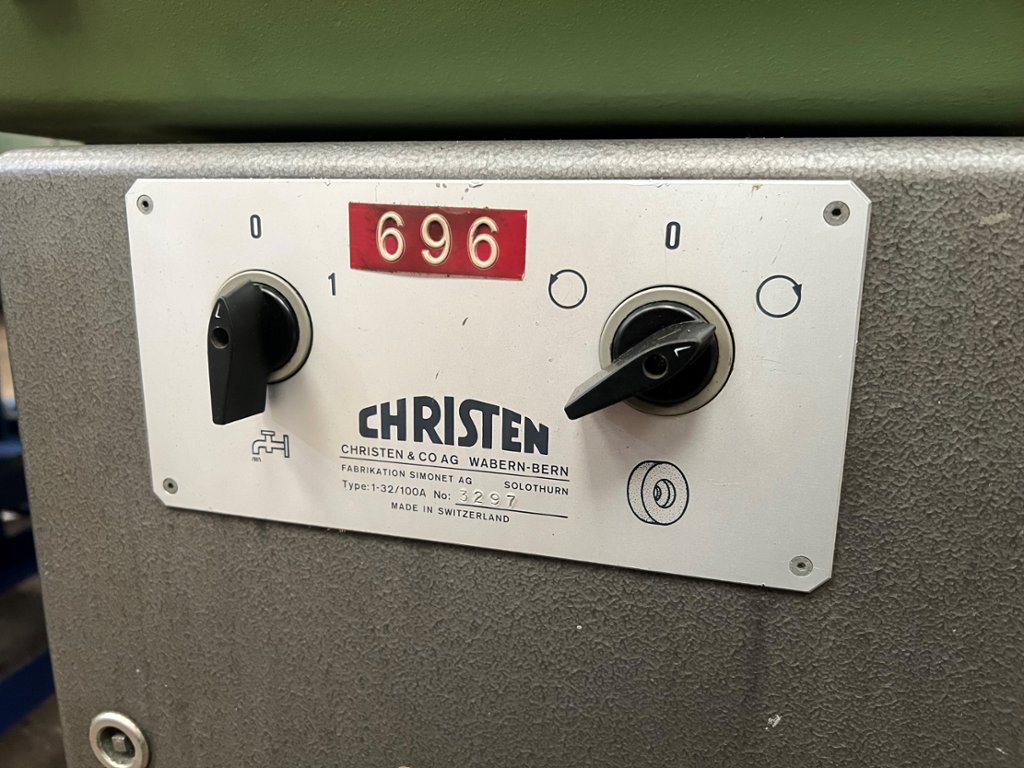 0
696
0
1
CHRISTEN
CHRISTEN & CO AG WABERN-BERN
FABRIKATION SIMONET AG SOLOTHURN
Type: 1-32/100A No: 3297
MADE IN SWITZERLAND